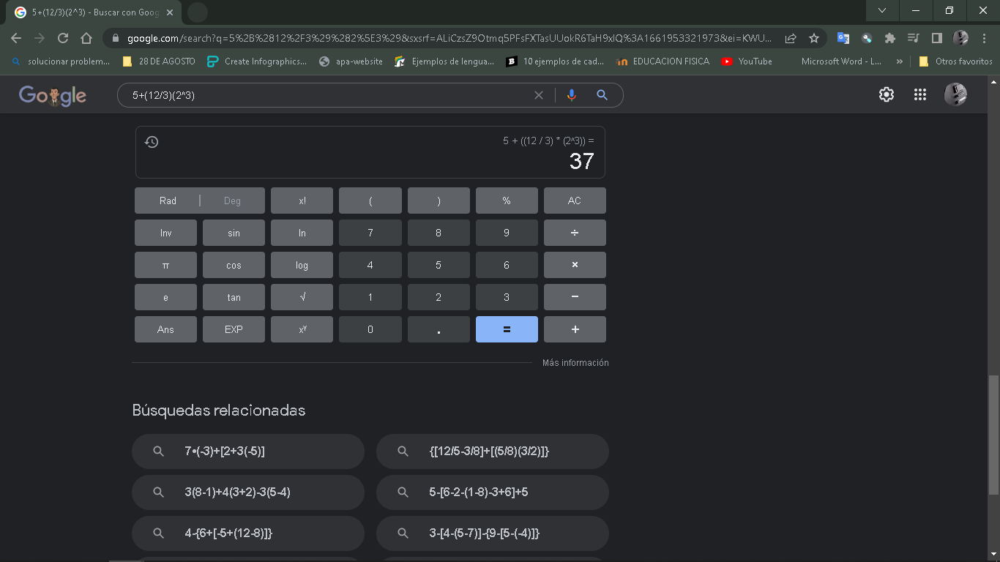 5+(12/3)(2^3) - Buscar con Goog
google.com/search?q=5%2B%2812%2F3%29%282%5E3%29&sxsrf=ALiCzsZ9Otmq5PFsFXTasUUokR6TaH9xlQ%3A1661953321973&ei=KWU...
solucionar problem... 28 DE AGOSTO Create Infographics... apa-website Ejemplos de lengua... 10 ejemplos de cad... EDUCACION FISICA YouTube Microsoft Word - L... » Otros favoritos
Google 5+(12/3)(2^3)
5 + ((12 / 3) * (2^3)) =
37
Rad | Deg x! ( ) % AC
Inv sin ln 7 8 9 ÷
π cos log 4 5 6 ×
e tan √ 1 2 3 −
Ans EXP xʸ 0 . = +
Más información
Búsquedas relacionadas
7•(-3)+[2+3(-5)] {[12/5-3/8]+[(5/8)(3/2)]}
3(8-1)+4(3+2)-3(5-4) 5-[6-2-(1-8)-3+6]+5
4-{6+[-5+(12-8)]} 3-[4-(5-7)]-{9-[5-(-4)]}